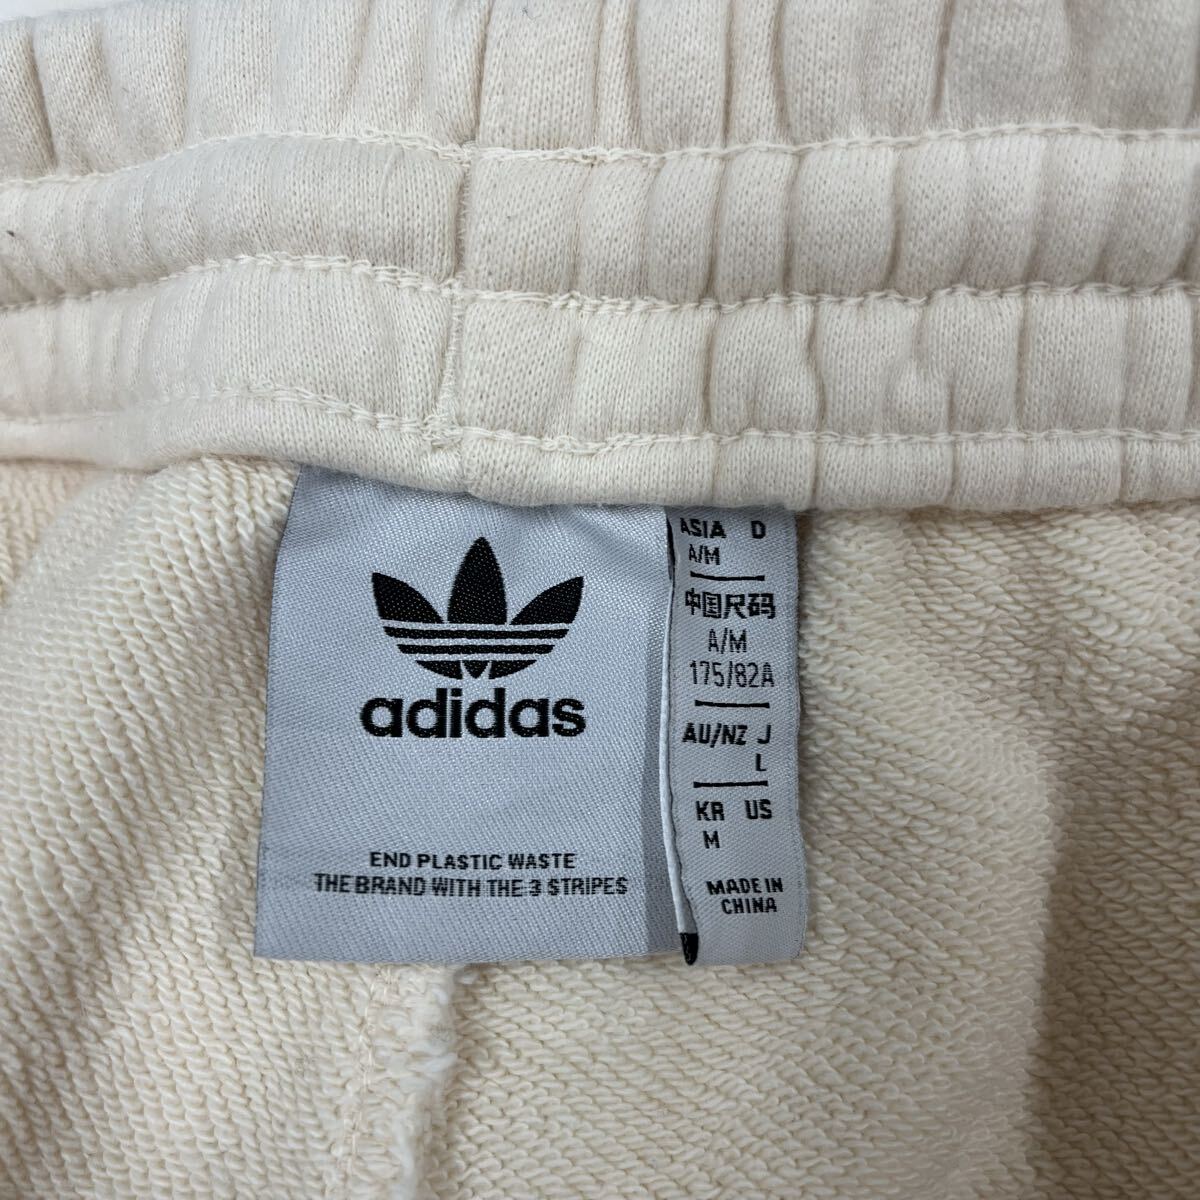 adidas
END PLASTIC WASTE
THE BRAND WITH THE 3 STRIPES
ASIA D
A/M
中国尺码
A/M
175/82A
AU/NZ J
L
KR US
M
MADE IN
CHINA